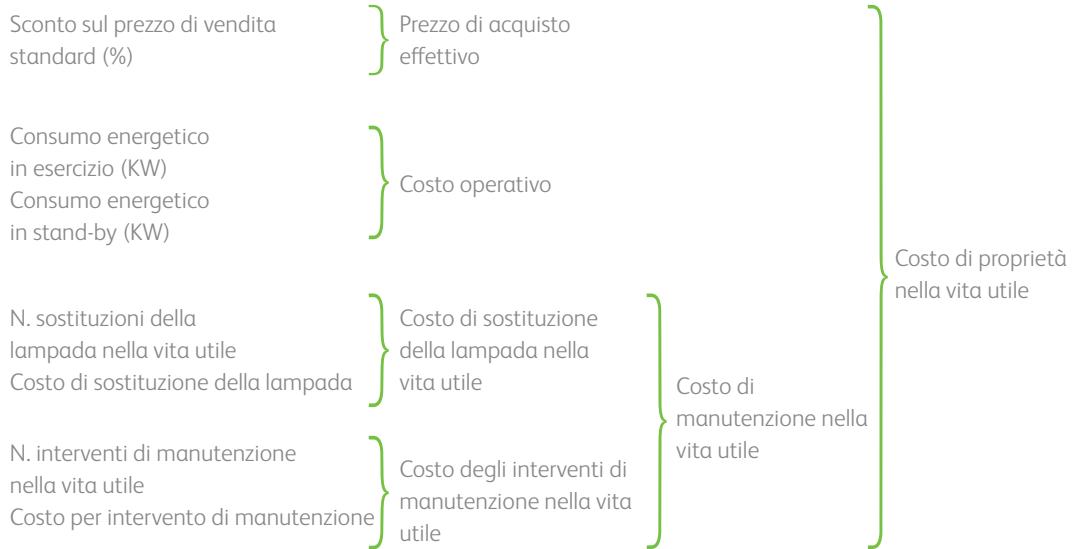 Sconto sul prezzo di vendita
standard (%)
Prezzo di acquisto
effettivo
Consumo energetico
in esercizio (KW)
Consumo energetico
in stand-by (KW)
Costo operativo
N. sostituzioni della
lampada nella vita utile
Costo di sostituzione della lampada
Costo di sostituzione
della lampada nella
vita utile
N. interventi di manutenzione
nella vita utile
Costo per intervento di manutenzione
Costo degli interventi di
manutenzione nella vita
utile
Costo di
manutenzione nella
vita utile
Costo di proprietà
nella vita utile